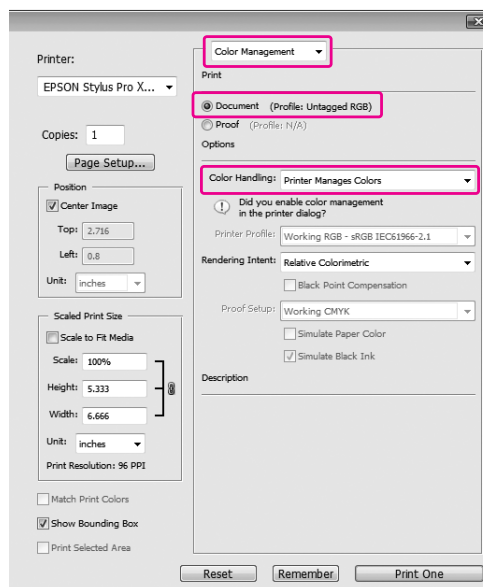 Printer:
EPSON Stylus Pro X...
Copies: 1
Page Setup...
Position
Center Image
Top: 2.716
Left: 0.8
Unit: inches
Scaled Print Size
Scale to Fit Media
Scale: 100%
Height: 5.333
Width: 6.666
Unit: inches
Print Resolution: 96 PPI
Match Print Colors
Show Bounding Box
Print Selected Area
Color Management
Print
Document (Profile: Untagged RGB)
Proof (Profile: N/A)
Options
Color Handling: Printer Manages Colors
Did you enable color management
in the printer dialog?
Printer Profile: Working RGB - sRGB IEC61966-2.1
Rendering Intent: Relative Colorimetric
Black Point Compensation
Proof Setup: Working CMYK
Simulate Paper Color
Simulate Black Ink
Description
Reset Remember Print One